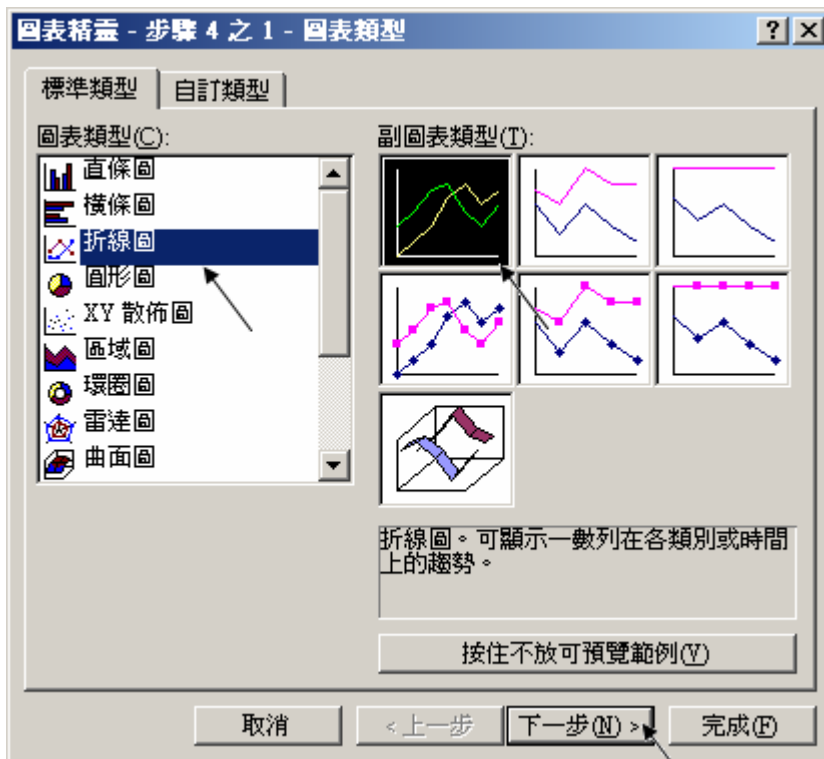 圖表精靈 - 步驟 4 之 1 - 圖表類型
標準類型
自訂類型
圖表類型(C):
直條圖
橫條圖
折線圖
圓形圖
XY 散佈圖
區域圖
環圈圖
雷達圖
曲面圖
副圖表類型(T):
折線圖。可顯示一數列在各類別或時間
上的趨勢。
按住不放可預覽範例(V)
取消
<上一步
下一步(N) >
完成(F)